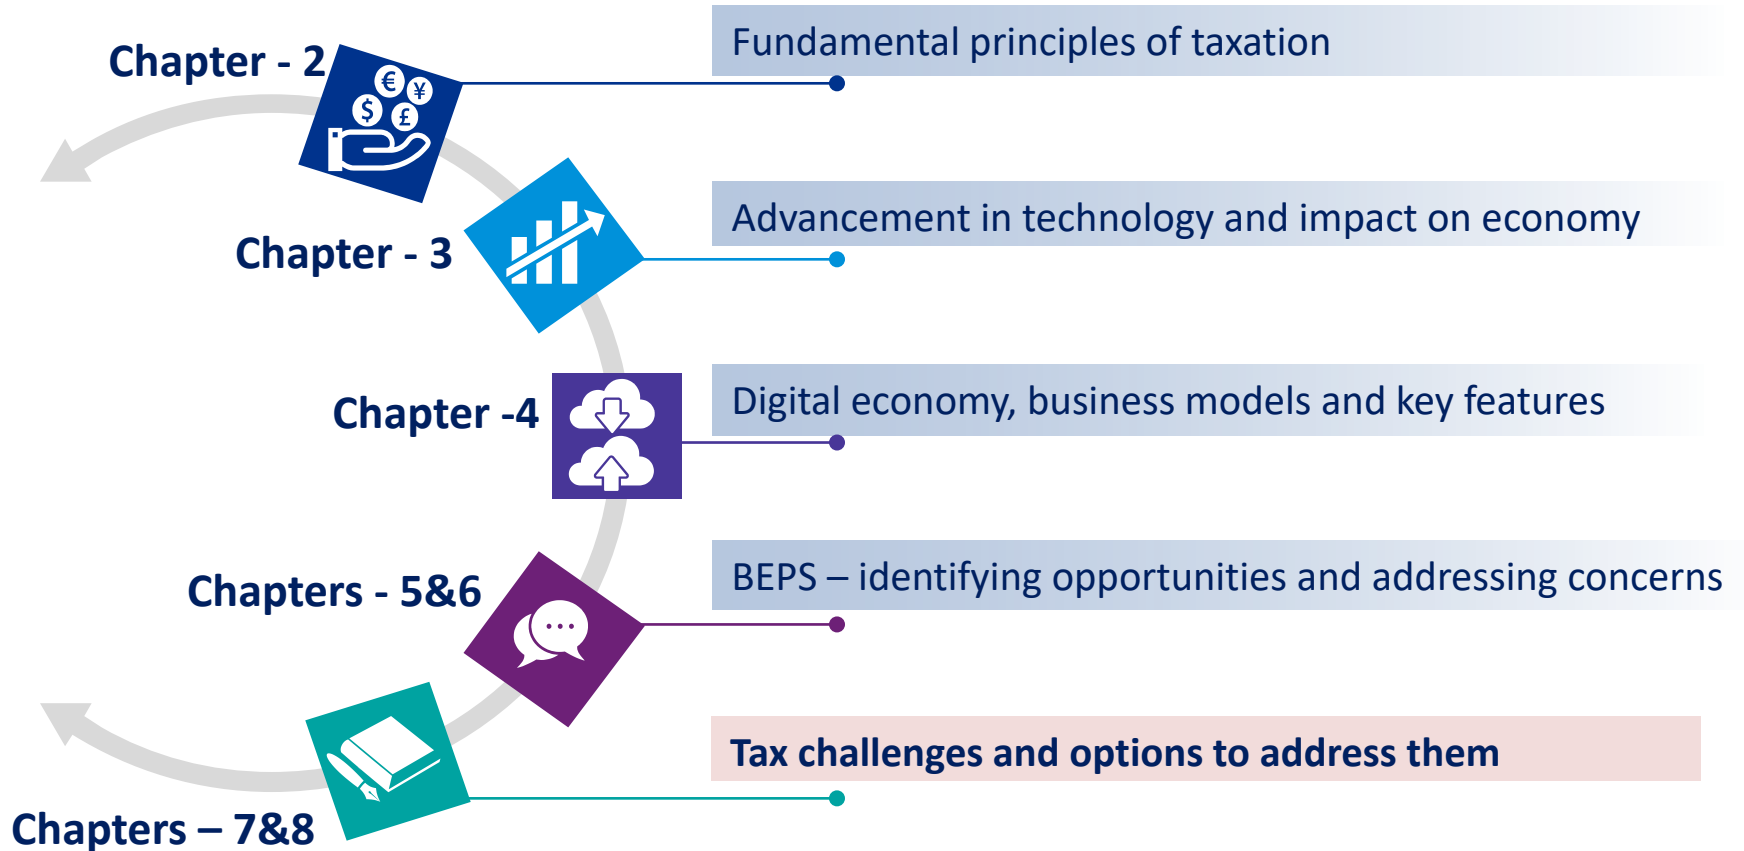 Chapter - 2
Fundamental principles of taxation
€ ¥
$ £
Chapter - 3
Advancement in technology and impact on economy
Chapter -4
Digital economy, business models and key features
Chapters - 5&6
BEPS – identifying opportunities and addressing concerns
Tax challenges and options to address them
Chapters – 7&8